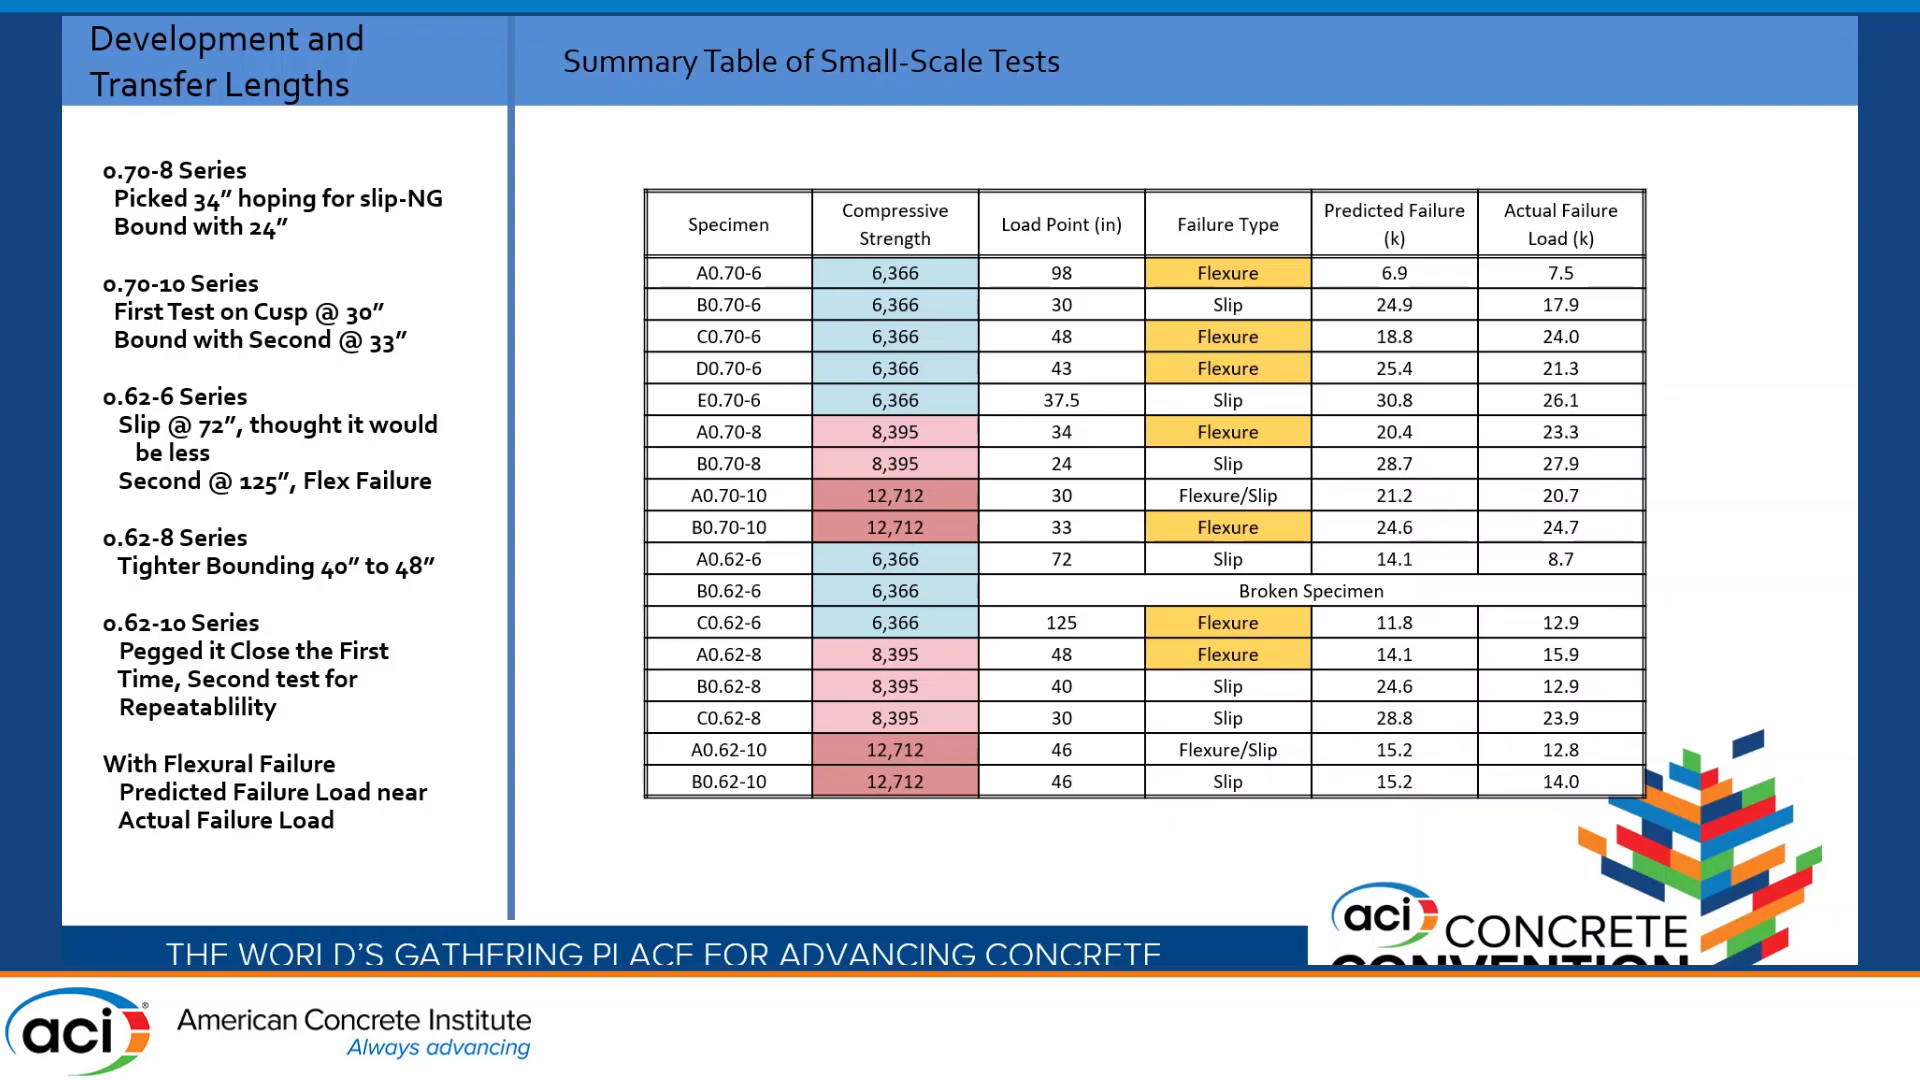 Development and
Transfer Lengths
Summary Table of Small-Scale Tests
0.70-8 Series
Picked 34” hoping for slip-NG
Bound with 24”
0.70-10 Series
First Test on Cusp @ 30”
Bound with Second @ 33”
0.62-6 Series
Slip @ 72”, thought it would
be less
Second @ 125”, Flex Failure
0.62-8 Series
Tighter Bounding 40” to 48”
0.62-10 Series
Pegged it Close the First
Time, Second test for
Repeatablility
With Flexural Failure
Predicted Failure Load near
Actual Failure Load
Specimen Compressive Strength Load Point (in) Failure Type Predicted Failure (k) Actual Failure Load (k)
A0.70-6 6,366 98 Flexure 6.9 7.5
B0.70-6 6,366 30 Slip 24.9 17.9
C0.70-6 6,366 48 Flexure 18.8 24.0
D0.70-6 6,366 43 Flexure 25.4 21.3
E0.70-6 6,366 37.5 Slip 30.8 26.1
A0.70-8 8,395 34 Flexure 20.4 23.3
B0.70-8 8,395 24 Slip 28.7 27.9
A0.70-10 12,712 30 Flexure/Slip 21.2 20.7
B0.70-10 12,712 33 Flexure 24.6 24.7
A0.62-6 6,366 72 Slip 14.1 8.7
B0.62-6 6,366 Broken Specimen
C0.62-6 6,366 125 Flexure 11.8 12.9
A0.62-8 8,395 48 Flexure 14.1 15.9
B0.62-8 8,395 40 Slip 24.6 12.9
C0.62-8 8,395 30 Slip 28.8 23.9
A0.62-10 12,712 46 Flexure/Slip 15.2 12.8
B0.62-10 12,712 46 Slip 15.2 14.0
THE WORLD'S GATHERING PLACE FOR ADVANCING CONCRETE
aci CONCRETE
CONVENTION
aci®
American Concrete Institute
Always advancing